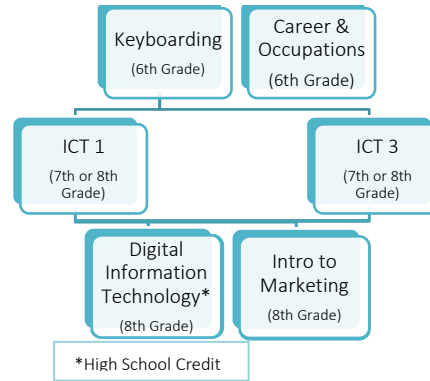 Keyboarding
(6th Grade)
Career &
Occupations
(6th Grade)
ICT 1
(7th or 8th
Grade)
ICT 3
(7th or 8th
Grade)
Digital
Information
Technology*
(8th Grade)
Intro to
Marketing
(8th Grade)
*High School Credit